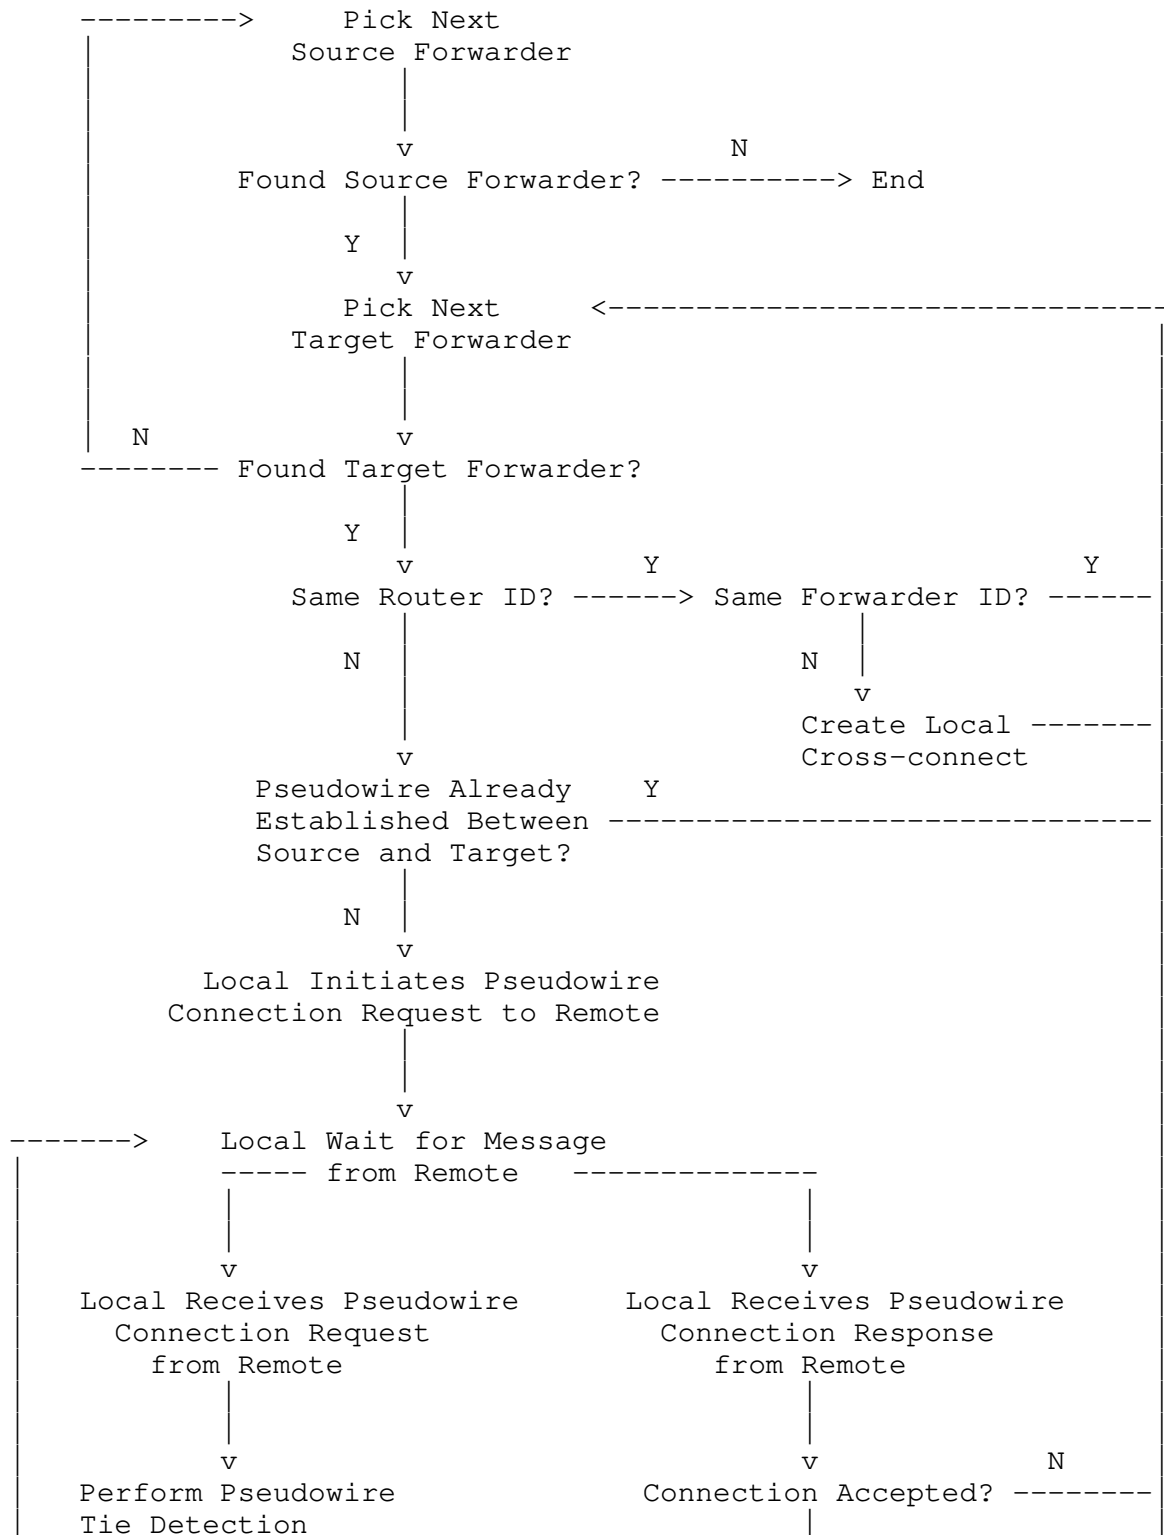 Pick Next
Source Forwarder
N
Found Source Forwarder? End
Y
Pick Next
Target Forwarder
N
Found Target Forwarder?
Y
Y Y
Same Router ID? Same Forwarder ID?
N N
Create Local
Cross-connect
Pseudowire Already Y
Established Between
Source and Target?
N
Local Initiates Pseudowire
Connection Request to Remote
Local Wait for Message
from Remote
Local Receives Pseudowire Local Receives Pseudowire
Connection Request Connection Response
from Remote from Remote
N
Perform Pseudowire Connection Accepted?
Tie Detection